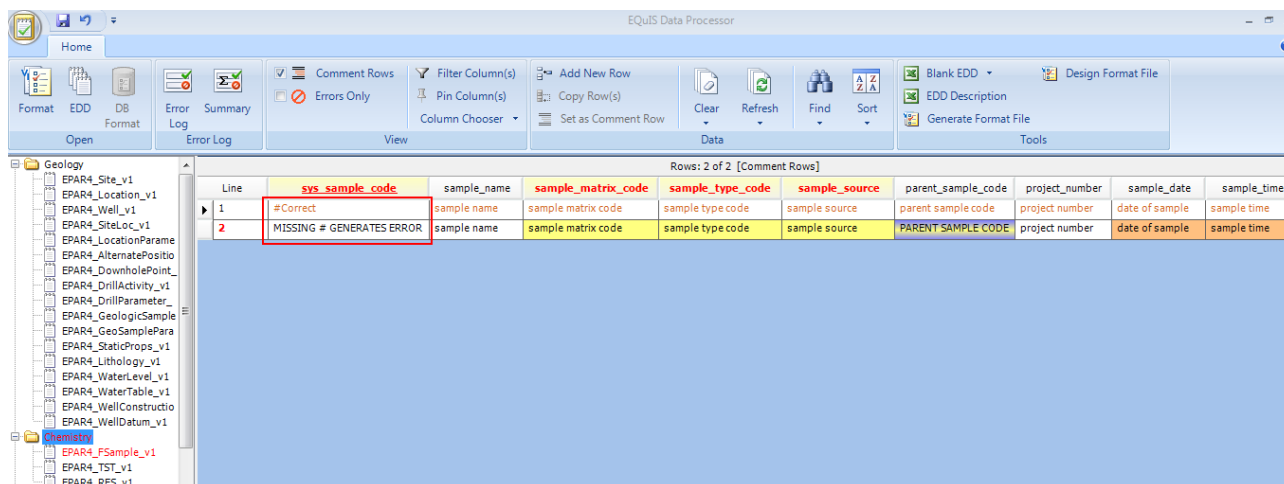 EQuIS Data Processor
Home
Format
EDD
DB Format
Open
Error Log
Summary
Error Log
Comment Rows
Errors Only
Filter Column(s)
Pin Column(s)
Column Chooser
View
Add New Row
Copy Row(s)
Set as Comment Row
Clear
Refresh
Find
Sort
Data
Blank EDD
EDD Description
Generate Format File
Design Format File
Tools
Geology
EPAR4_Site_v1
EPAR4_Location_v1
EPAR4_Well_v1
EPAR4_SiteLoc_v1
EPAR4_LocationParame
EPAR4_AlternatePositio
EPAR4_DownholePoint_
EPAR4_DrillActivity_v1
EPAR4_DrillParameter_
EPAR4_GeologicSample
EPAR4_GeoSamplePara
EPAR4_StaticProps_v1
EPAR4_Lithology_v1
EPAR4_WaterLevel_v1
EPAR4_WaterTable_v1
EPAR4_WellConstructio
EPAR4_WellDatum_v1
Chemistry
EPAR4_FSample_v1
EPAR4_TST_v1
EPAR4_RES_v1
Rows: 2 of 2 [Comment Rows]
Line sys_sample_code sample_name sample_matrix_code sample_type_code sample_source parent_sample_code project_number sample_date sample_time
1 #Correct sample name sample matrix code sample type code sample source parent sample code project number date of sample sample time
2 MISSING # GENERATES ERROR sample name sample matrix code sample type code sample source PARENT SAMPLE CODE project number date of sample sample time